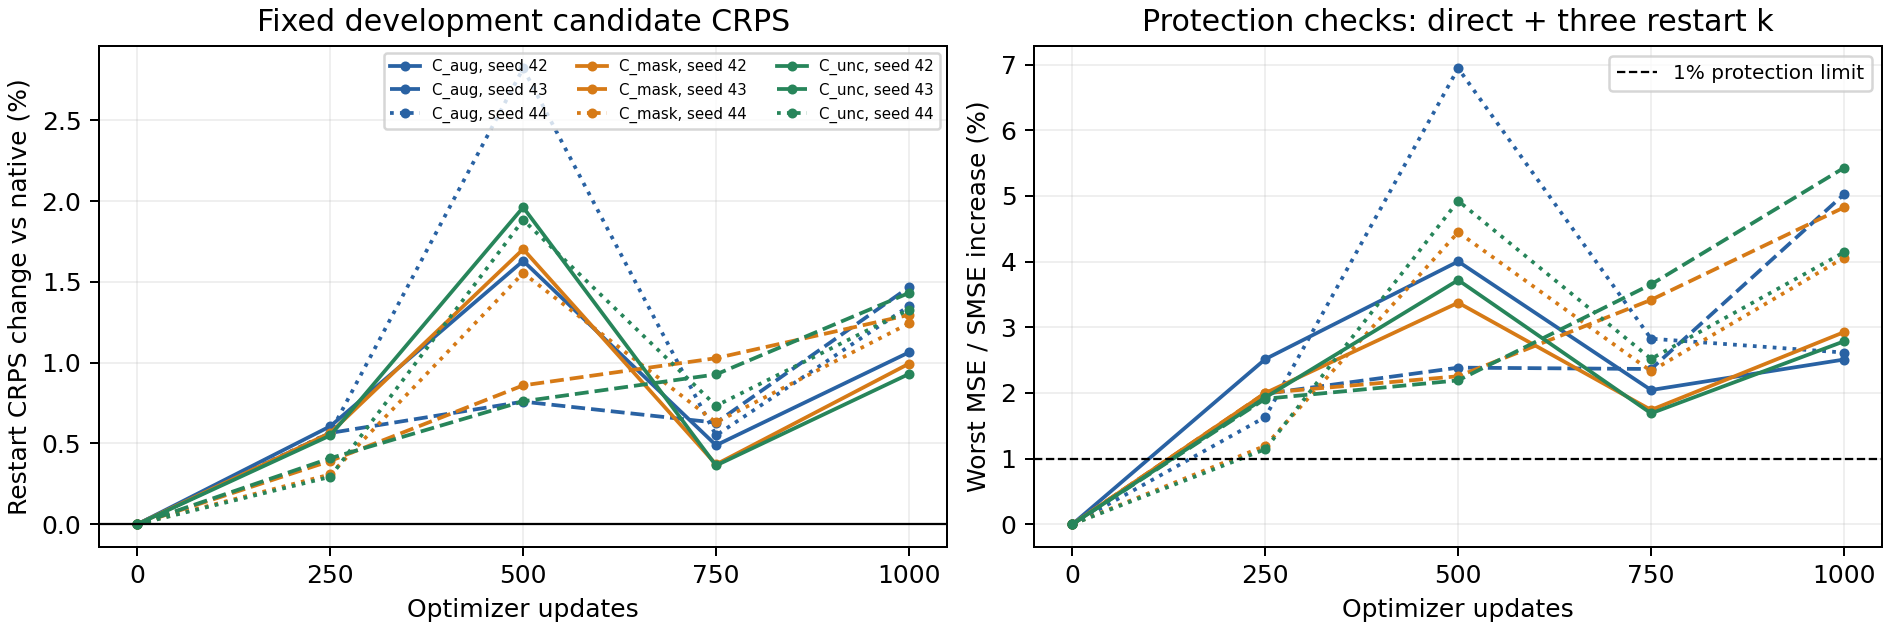 Fixed development candidate CRPS
Restart CRPS change vs native (%)
2.5
2.0
1.5
1.0
0.5
0.0
C_aug, seed 42
C_aug, seed 43
C_aug, seed 44
C_mask, seed 42
C_mask, seed 43
C_mask, seed 44
C_unc, seed 42
C_unc, seed 43
C_unc, seed 44
0
250
500
750
1000
Optimizer updates
Protection checks: direct + three restart k
Worst MSE / SMSE increase (%)
7
6
5
4
3
2
1
0
1% protection limit
0
250
500
750
1000
Optimizer updates